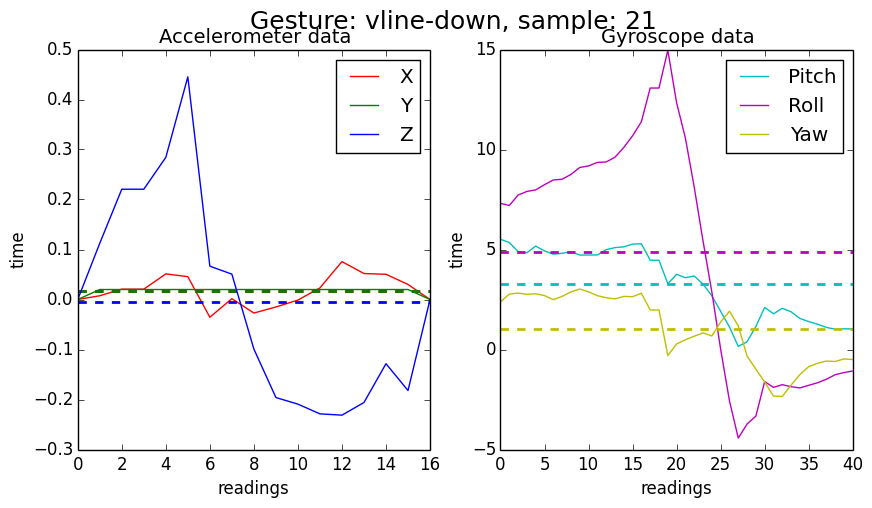 Gesture: vline-down, sample: 21
Accelerometer data
0.5
0.4
0.3
0.2
0.1
0.0
−0.1
−0.2
−0.3
time
0 2 4 6 8 10 12 14 16
readings
X
Y
Z
Gyroscope data
15
10
5
0
−5
time
0 5 10 15 20 25 30 35 40
readings
Pitch
Roll
Yaw